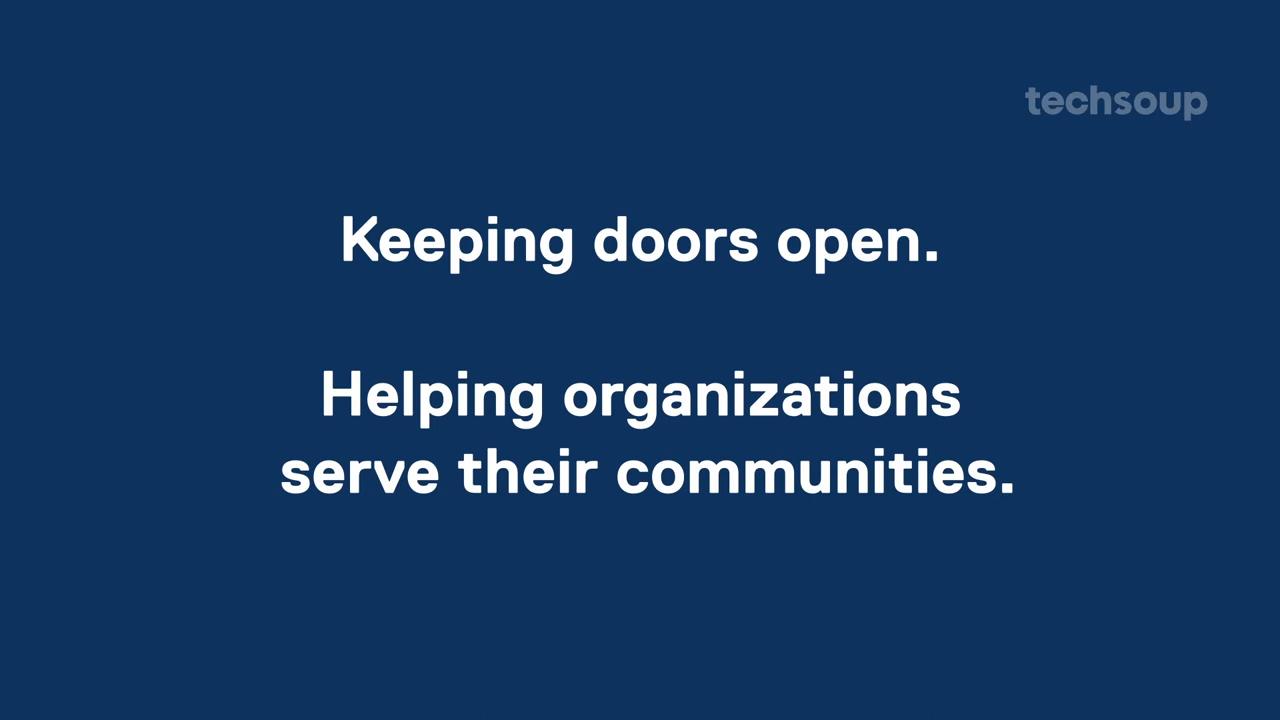 techsoup
Keeping doors open.
Helping organizations
serve their communities.